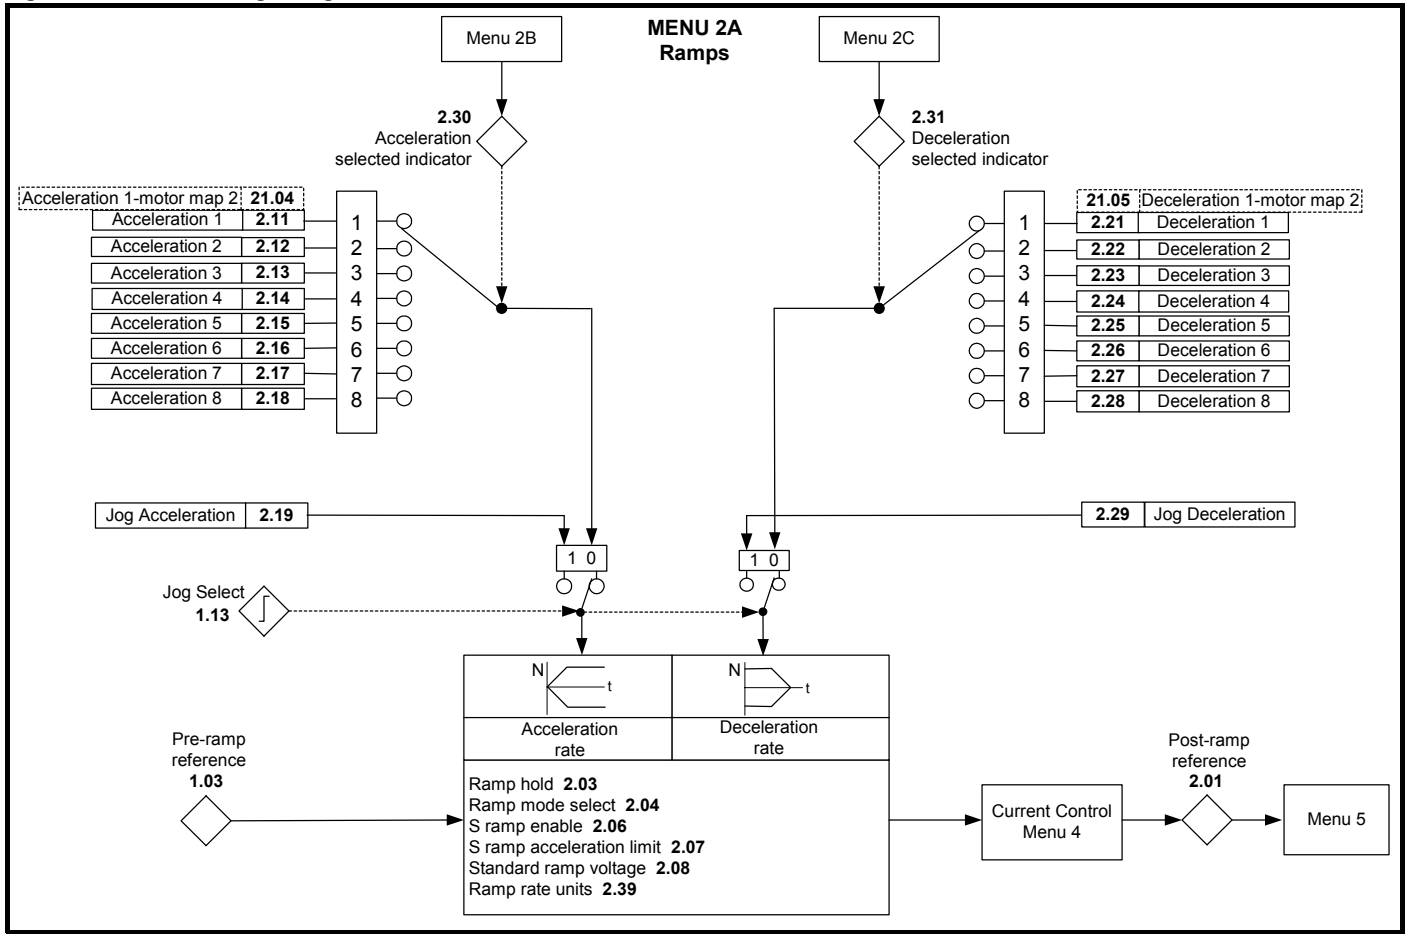 MENU 2A
Ramps
Menu 2B
Menu 2C
2.30
Acceleration
selected indicator
2.31
Deceleration
selected indicator
Acceleration 1-motor map 2 21.04
Acceleration 1 2.11
Acceleration 2 2.12
Acceleration 3 2.13
Acceleration 4 2.14
Acceleration 5 2.15
Acceleration 6 2.16
Acceleration 7 2.17
Acceleration 8 2.18
1
2
3
4
5
6
7
8
1
2
3
4
5
6
7
8
21.05 Deceleration 1-motor map 2
2.21 Deceleration 1
2.22 Deceleration 2
2.23 Deceleration 3
2.24 Deceleration 4
2.25 Deceleration 5
2.26 Deceleration 6
2.27 Deceleration 7
2.28 Deceleration 8
Jog Acceleration 2.19
2.29 Jog Deceleration
1 0
1 0
Jog Select
1.13
N
t
N
t
Acceleration
rate
Deceleration
rate
Pre-ramp
reference
1.03
Ramp hold 2.03
Ramp mode select 2.04
S ramp enable 2.06
S ramp acceleration limit 2.07
Standard ramp voltage 2.08
Ramp rate units 2.39
Current Control
Menu 4
Post-ramp
reference
2.01
Menu 5